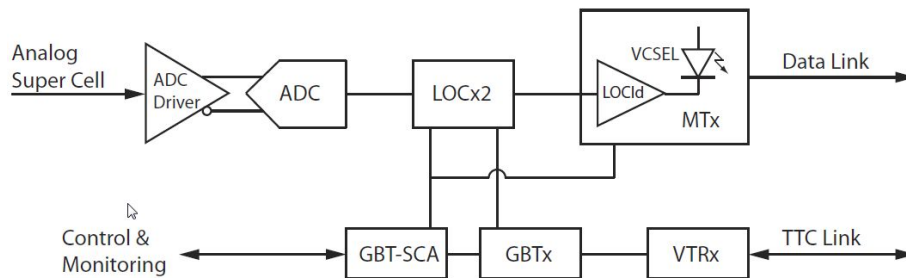 Analog
Super Cell
ADC
Driver
ADC
LOCx2
VCSEL
LOCld
MTx
Data Link
Control &
Monitoring
GBT-SCA
GBTx
VTRx
TTC Link